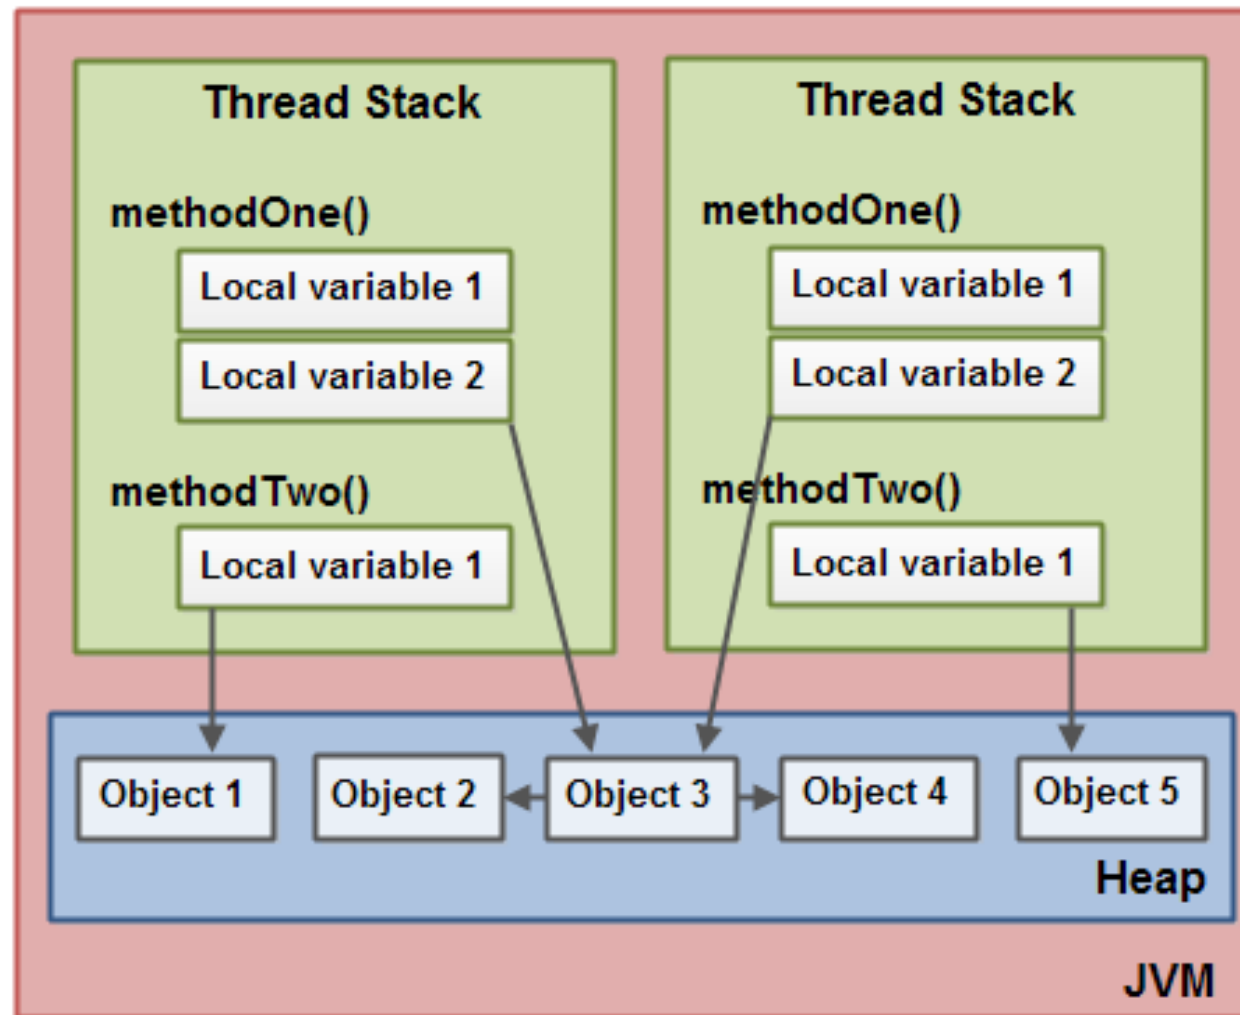 Thread Stack
methodOne()
Local variable 1
Local variable 2
methodTwo()
Local variable 1
Thread Stack
methodOne()
Local variable 1
Local variable 2
methodTwo()
Local variable 1
Object 1
Object 2
Object 3
Object 4
Object 5
Heap
JVM